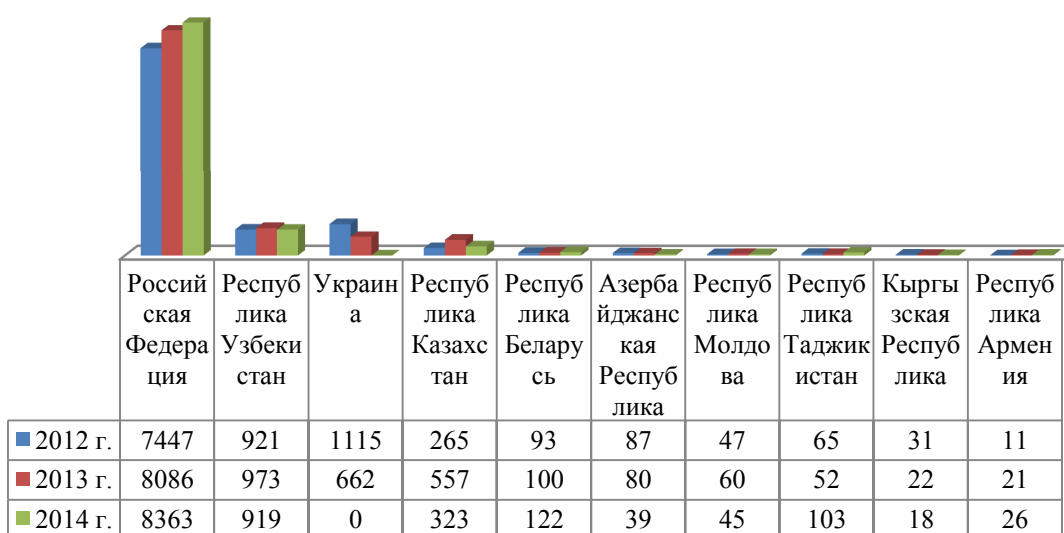 Россий Респуб Украин Респуб Респуб Азерба Респуб Респуб Кыргы Респуб
ская лика а лика лика йджанс лика лика зская лика
Федера Узбеки Казахс Белару кая Молдо Таджик Респуб Армен
ция стан тан сь Респуб ва истан лика ия
лика
2012 г. 7447 921 1115 265 93 87 47 65 31 11
2013 г. 8086 973 662 557 100 80 60 52 22 21
2014 г. 8363 919 0 323 122 39 45 103 18 26